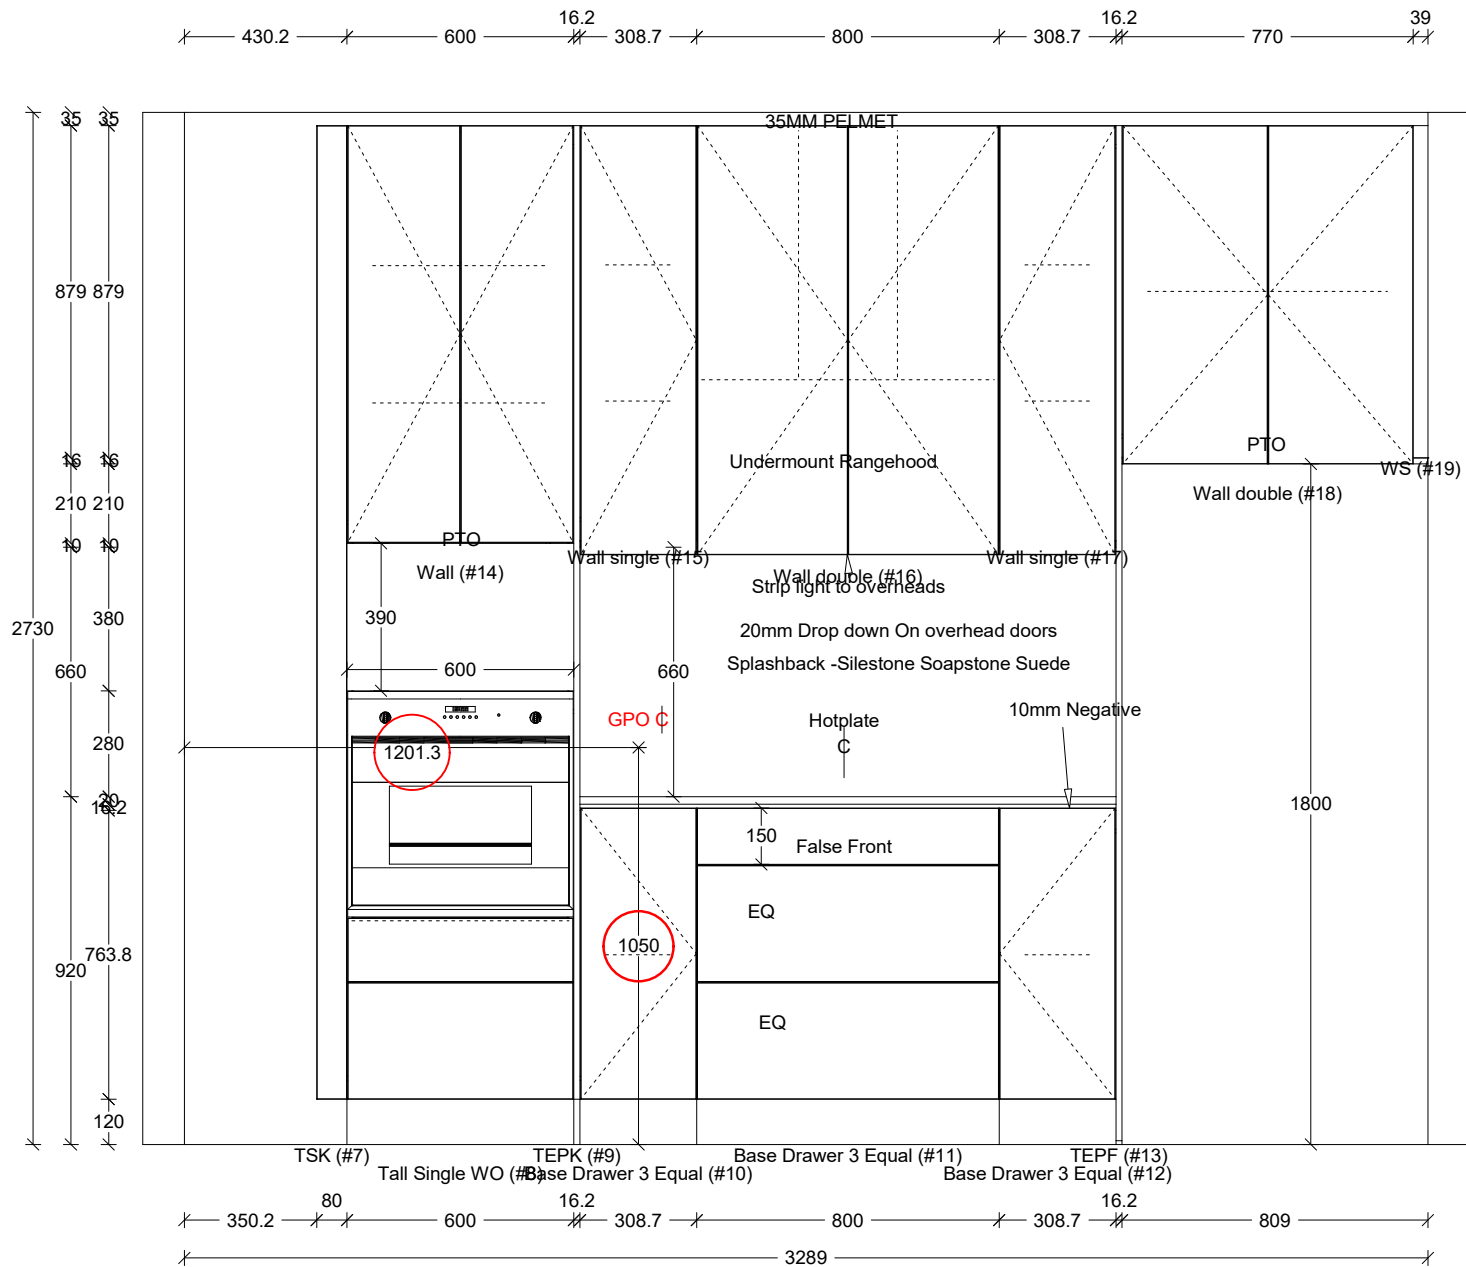 16.2 16.2 39
430.2 600 308.7 800 308.7 770
35 35
35MM PELMET
879 879
PTO
16 16
Undermount Rangehood
WS (#19)
210 210
Wall double (#18)
PTO
10 10
Wall single (#15) Wall single (#17)
Wall (#14)
Wall double (#16)
Strip light to overheads
390
380
2730
20mm Drop down On overhead doors
Splashback -Silestone Soapstone Suede
660
600
660
10mm Negative
GPO C
Hotplate
C
280
1201.3
20
16.2
1800
150
False Front
EQ
1050
763.8
920
EQ
120
TSK (#7) TEPK (#9) Base Drawer 3 Equal (#11) TEPF (#13)
Tall Single WO (#8) Base Drawer 3 Equal (#10) Base Drawer 3 Equal (#12)
80 16.2 16.2
350.2 600 308.7 800 308.7 809
3289